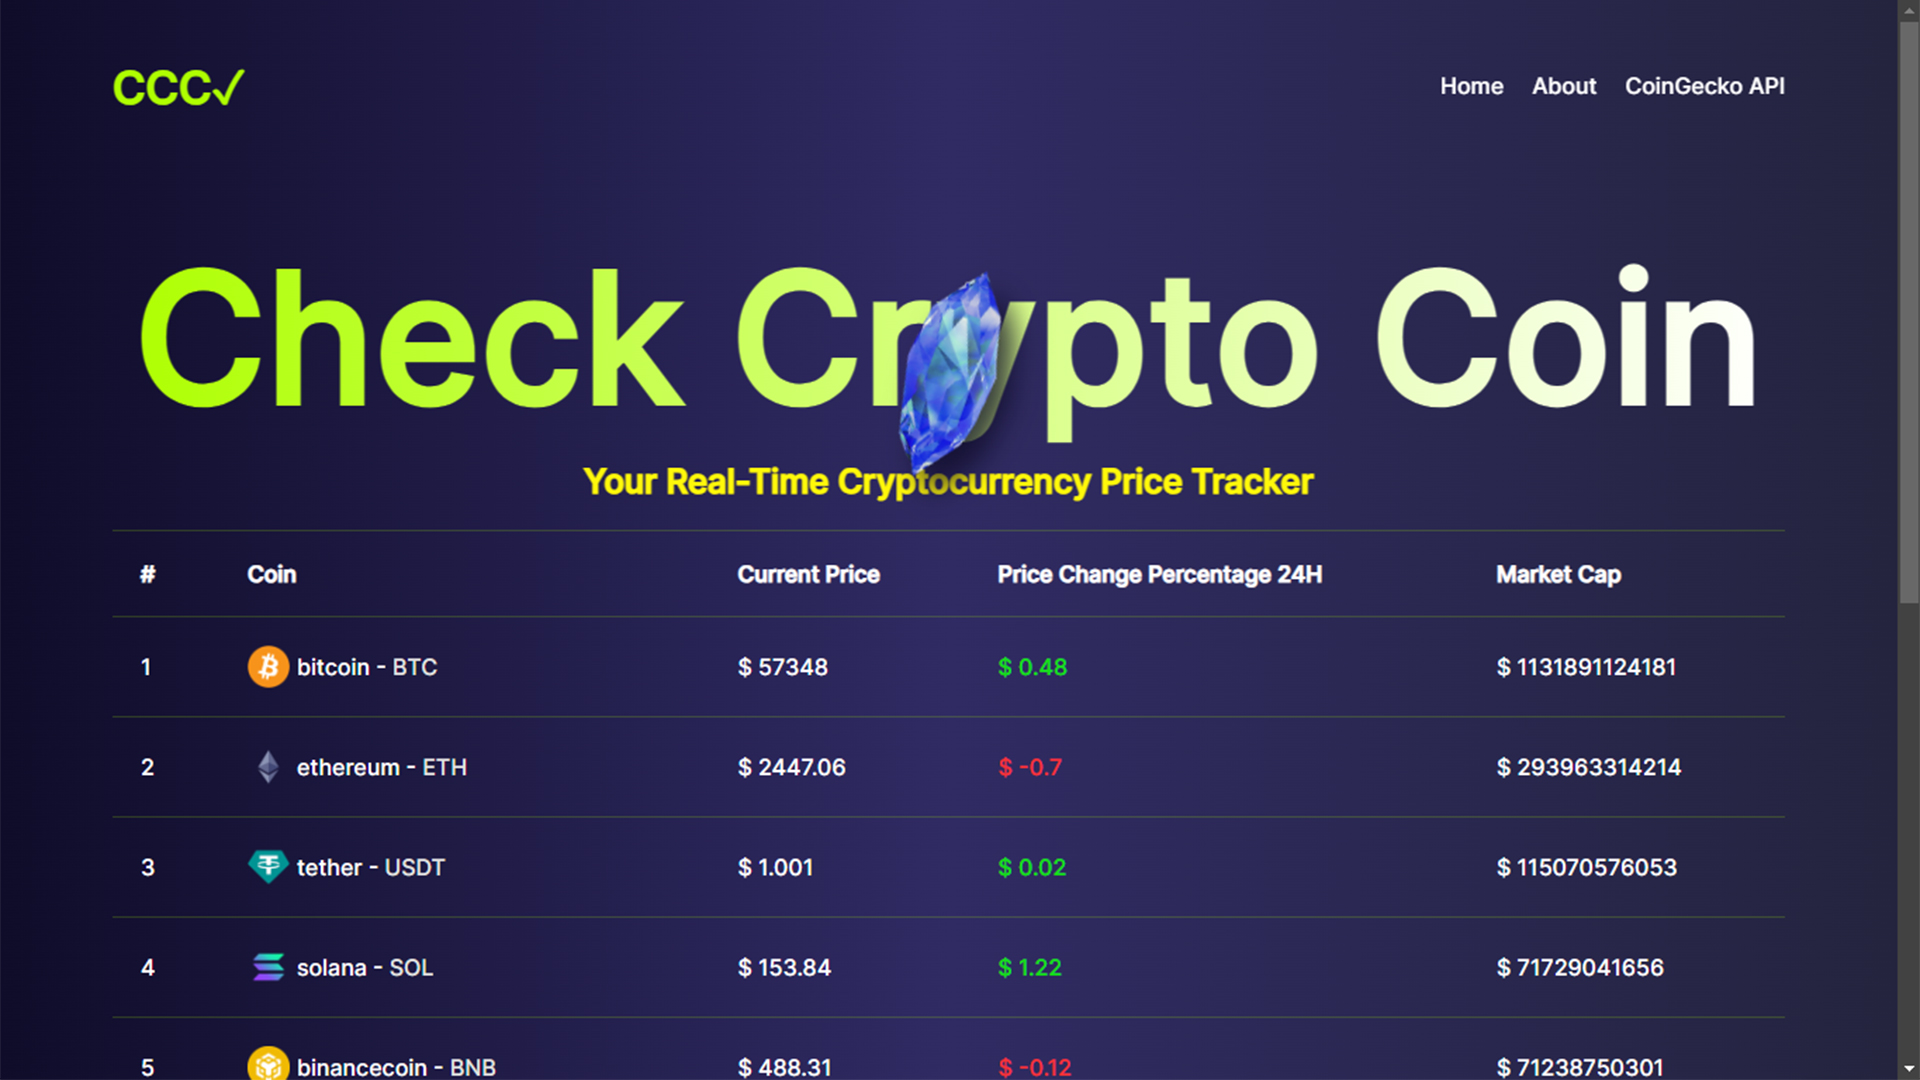 CCC✓
Home About CoinGecko API
Check Crypto Coin
Your Real-Time Cryptocurrency Price Tracker
# Coin Current Price Price Change Percentage 24H Market Cap
1 bitcoin - BTC $ 57348 $ 0.48 $ 1131891124181
2 ethereum - ETH $ 2447.06 $ -0.7 $ 293963314214
3 tether - USDT $ 1.001 $ 0.02 $ 115070576053
4 solana - SOL $ 153.84 $ 1.22 $ 71729041656
5 binancecoin - BNB $ 488.31 $ -0.12 $ 71238750301